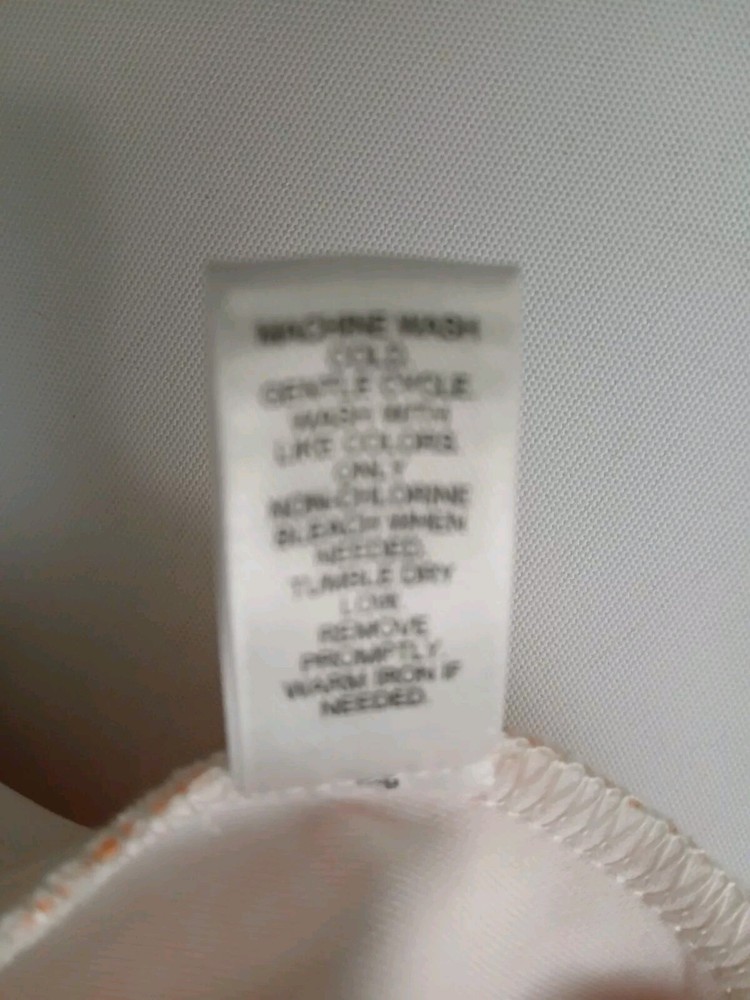 MACHINE WASH
COLD.
GENTLE CYCLE.
WASH WITH
LIKE COLORS.
ONLY
NON-CHLORINE
BLEACH WHEN
NEEDED.
TUMBLE DRY
LOW.
REMOVE
PROMPTLY.
WARM IRON IF
NEEDED.